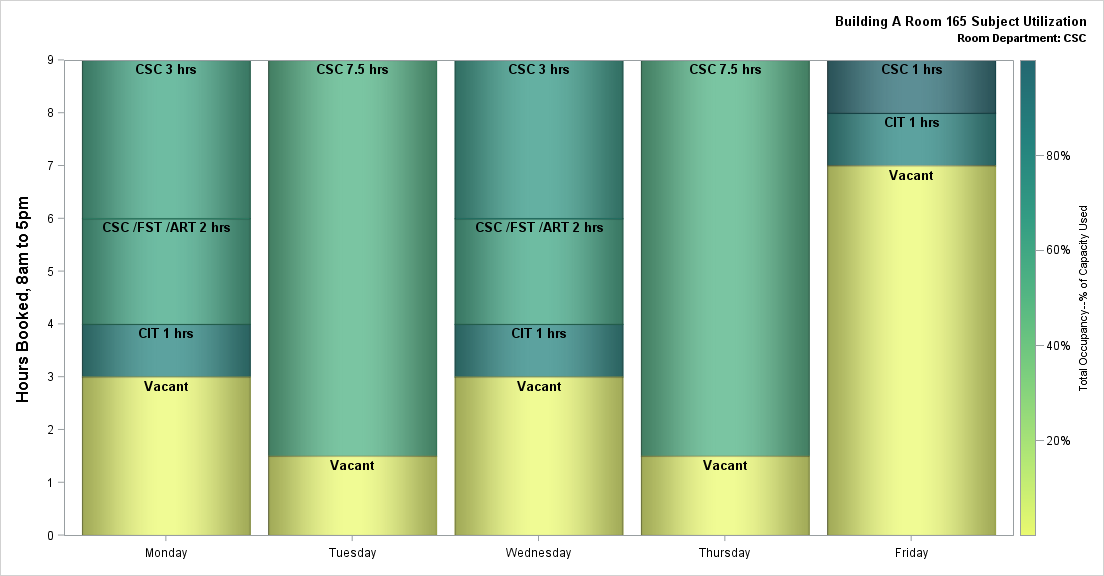 Building A Room 165 Subject Utilization
Room Department: CSC
Hours Booked, 8am to 5pm
9
8
7
6
5
4
3
2
1
0
CSC 3 hrs
CSC /FST /ART 2 hrs
CIT 1 hrs
Vacant
CSC 7.5 hrs
Vacant
CSC 3 hrs
CSC /FST /ART 2 hrs
CIT 1 hrs
Vacant
CSC 7.5 hrs
Vacant
CSC 1 hrs
CIT 1 hrs
Vacant
Monday
Tuesday
Wednesday
Thursday
Friday
80%
60%
40%
20%
Total Occupancy--% of Capacity Used